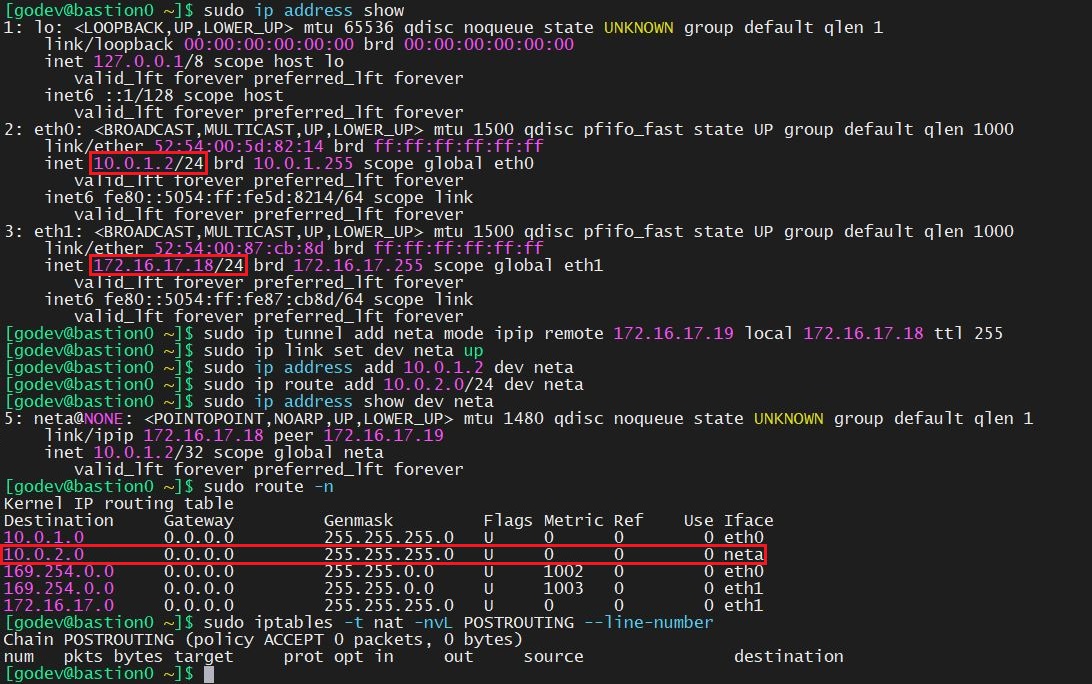 [godev@bastion0 ~]$ sudo ip address show
1: lo: <LOOPBACK,UP,LOWER_UP> mtu 65536 qdisc noqueue state UNKNOWN group default qlen 1
    link/loopback 00:00:00:00:00:00 brd 00:00:00:00:00:00
    inet 127.0.0.1/8 scope host lo
       valid_lft forever preferred_lft forever
    inet6 ::1/128 scope host
       valid_lft forever preferred_lft forever
2: eth0: <BROADCAST,MULTICAST,UP,LOWER_UP> mtu 1500 qdisc pfifo_fast state UP group default qlen 1000
    link/ether 52:54:00:5d:82:14 brd ff:ff:ff:ff:ff:ff
    inet 10.0.1.2/24 brd 10.0.1.255 scope global eth0
       valid_lft forever preferred_lft forever
    inet6 fe80::5054:ff:fe5d:8214/64 scope link
       valid_lft forever preferred_lft forever
3: eth1: <BROADCAST,MULTICAST,UP,LOWER_UP> mtu 1500 qdisc pfifo_fast state UP group default qlen 1000
    link/ether 52:54:00:87:cb:8d brd ff:ff:ff:ff:ff:ff
    inet 172.16.17.18/24 brd 172.16.17.255 scope global eth1
       valid_lft forever preferred_lft forever
    inet6 fe80::5054:ff:fe87:cb8d/64 scope link
       valid_lft forever preferred_lft forever
[godev@bastion0 ~]$ sudo ip tunnel add neta mode ipip remote 172.16.17.19 local 172.16.17.18 ttl 255
[godev@bastion0 ~]$ sudo ip link set dev neta up
[godev@bastion0 ~]$ sudo ip address add 10.0.1.2 dev neta
[godev@bastion0 ~]$ sudo ip route add 10.0.2.0/24 dev neta
[godev@bastion0 ~]$ sudo ip address show dev neta
5: neta@NONE: <POINTOPOINT,NOARP,UP,LOWER_UP> mtu 1480 qdisc noqueue state UNKNOWN group default qlen 1
    link/ipip 172.16.17.18 peer 172.16.17.19
    inet 10.0.1.2/32 scope global neta
       valid_lft forever preferred_lft forever
[godev@bastion0 ~]$ sudo route -n
Kernel IP routing table
Destination     Gateway         Genmask         Flags Metric Ref    Use Iface
10.0.1.0        0.0.0.0         255.255.255.0   U     0      0        0 eth0
10.0.2.0        0.0.0.0         255.255.255.0   U     0      0        0 neta
169.254.0.0     0.0.0.0         255.255.0.0     U     1002   0        0 eth0
169.254.0.0     0.0.0.0         255.255.0.0     U     1003   0        0 eth1
172.16.17.0     0.0.0.0         255.255.255.0   U     0      0        0 eth1
[godev@bastion0 ~]$ sudo iptables -t nat -nvL POSTROUTING --line-number
Chain POSTROUTING (policy ACCEPT 0 packets, 0 bytes)
num   pkts bytes target     prot opt in     out     source               destination
[godev@bastion0 ~]$